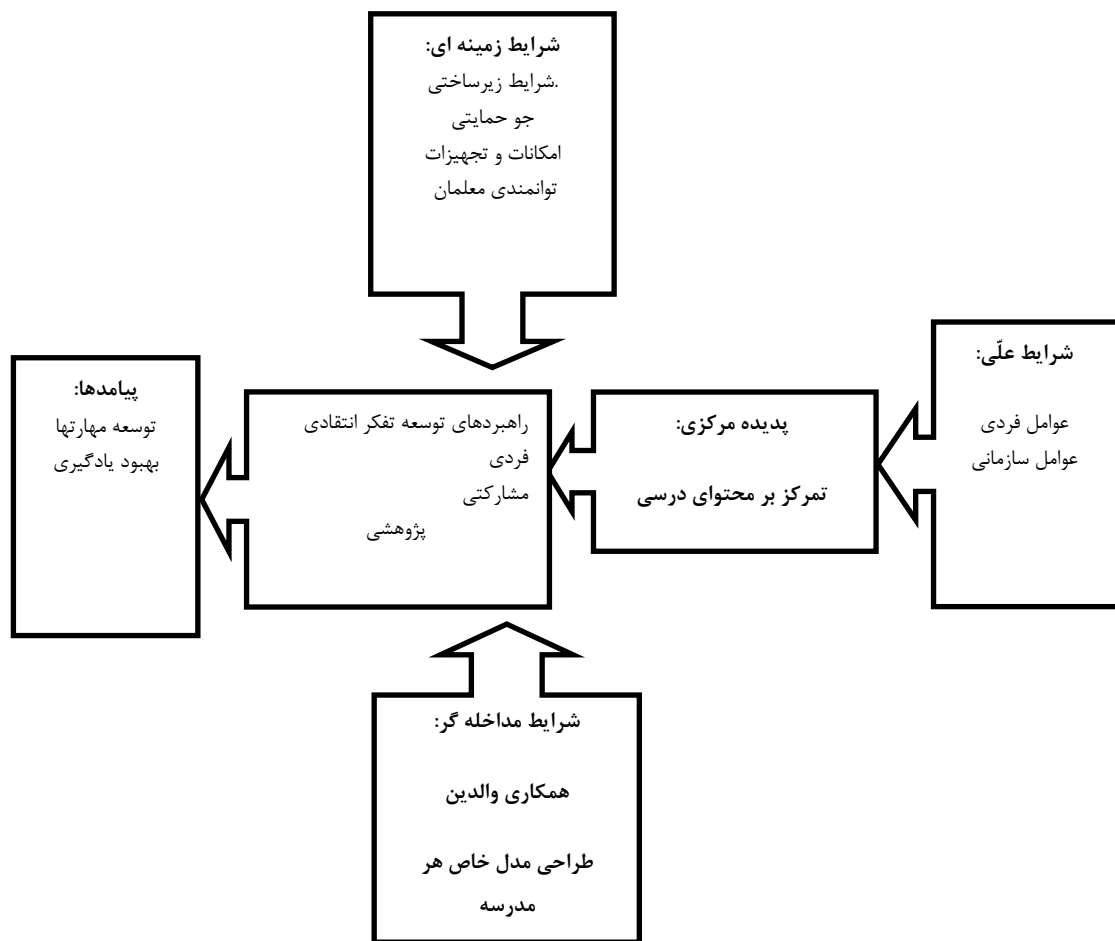 شرایط زمینه ای:
.شرایط زیرساختی
جو حمایتی
امکانات و تجهیزات
توانمندی معلمان
شرایط علّی:
عوامل فردی
عوامل سازمانی
پدیده مرکزی:
تمرکز بر محتوای درسی
راهبردهای توسعه تفکر انتقادی
فردی
مشارکتی
پژوهشی
پیامدها:
توسعه مهارتها
بهبود یادگیری
شرایط مداخله گر:
همکاری والدین
طراحی مدل خاص هر
مدرسه